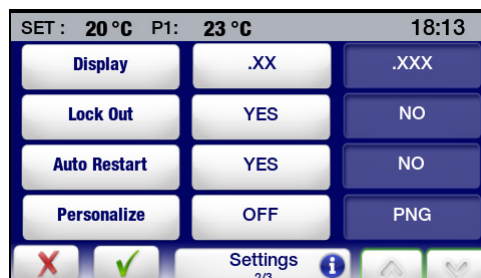 SET : 20 °C P1: 23 °C 18:13
Display .XX .XXX
Lock Out YES NO
Auto Restart YES NO
Personalize OFF PNG
Settings
2/3